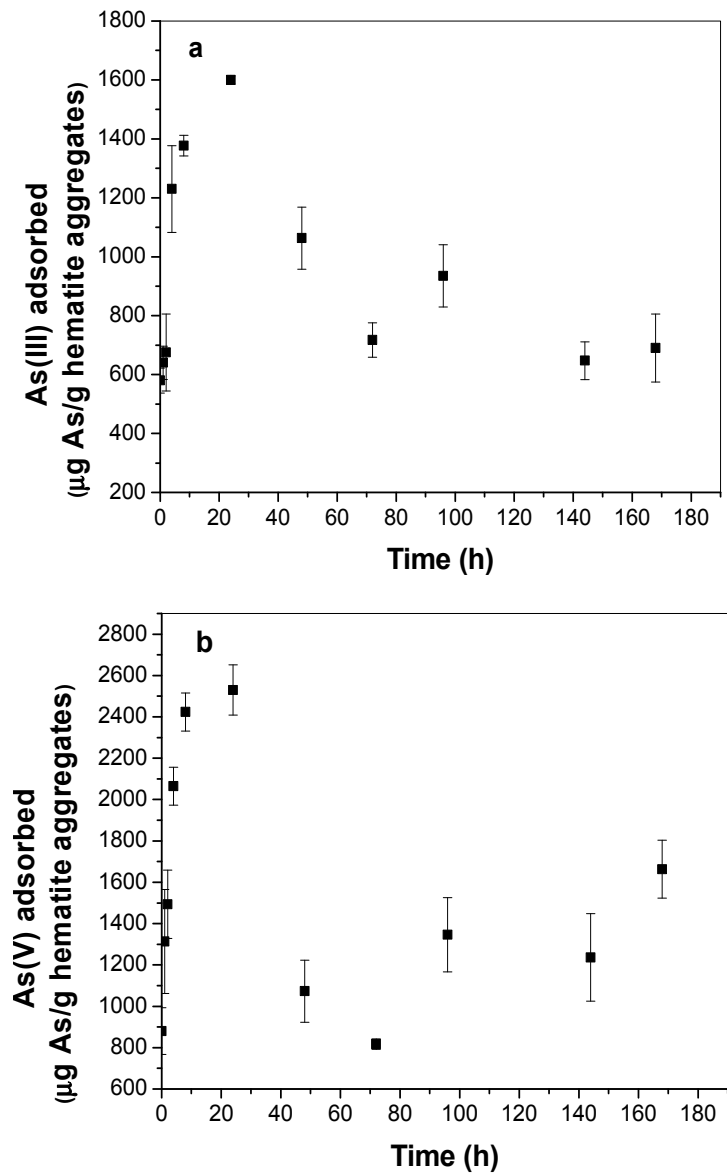 a
1800
1600
1400
1200
1000
800
600
400
200
As(III) adsorbed
(μg As/g hematite aggregates)
0 20 40 60 80 100 120 140 160 180
Time (h)
b
2800
2600
2400
2200
2000
1800
1600
1400
1200
1000
800
600
As(V) adsorbed
(μg As/g hematite aggregates)
0 20 40 60 80 100 120 140 160 180
Time (h)